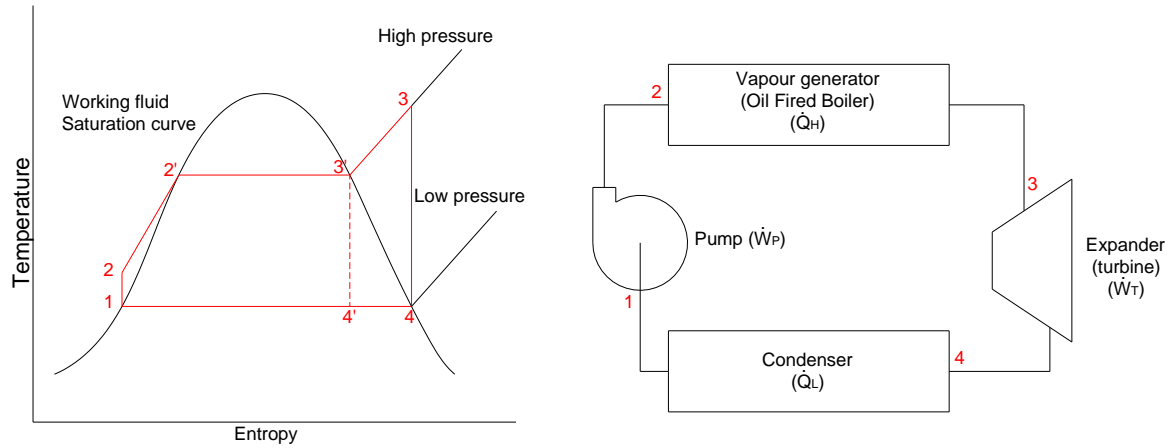 High pressure
Working fluid
Saturation curve
3
2'
3'
Low pressure
2
1
4'
4
Temperature
Entropy
2
Vapour generator
(Oil Fired Boiler)
(Q̇H)
3
Pump (ẆP)
Expander
(turbine)
(ẆT)
1
Condenser
(Q̇L)
4